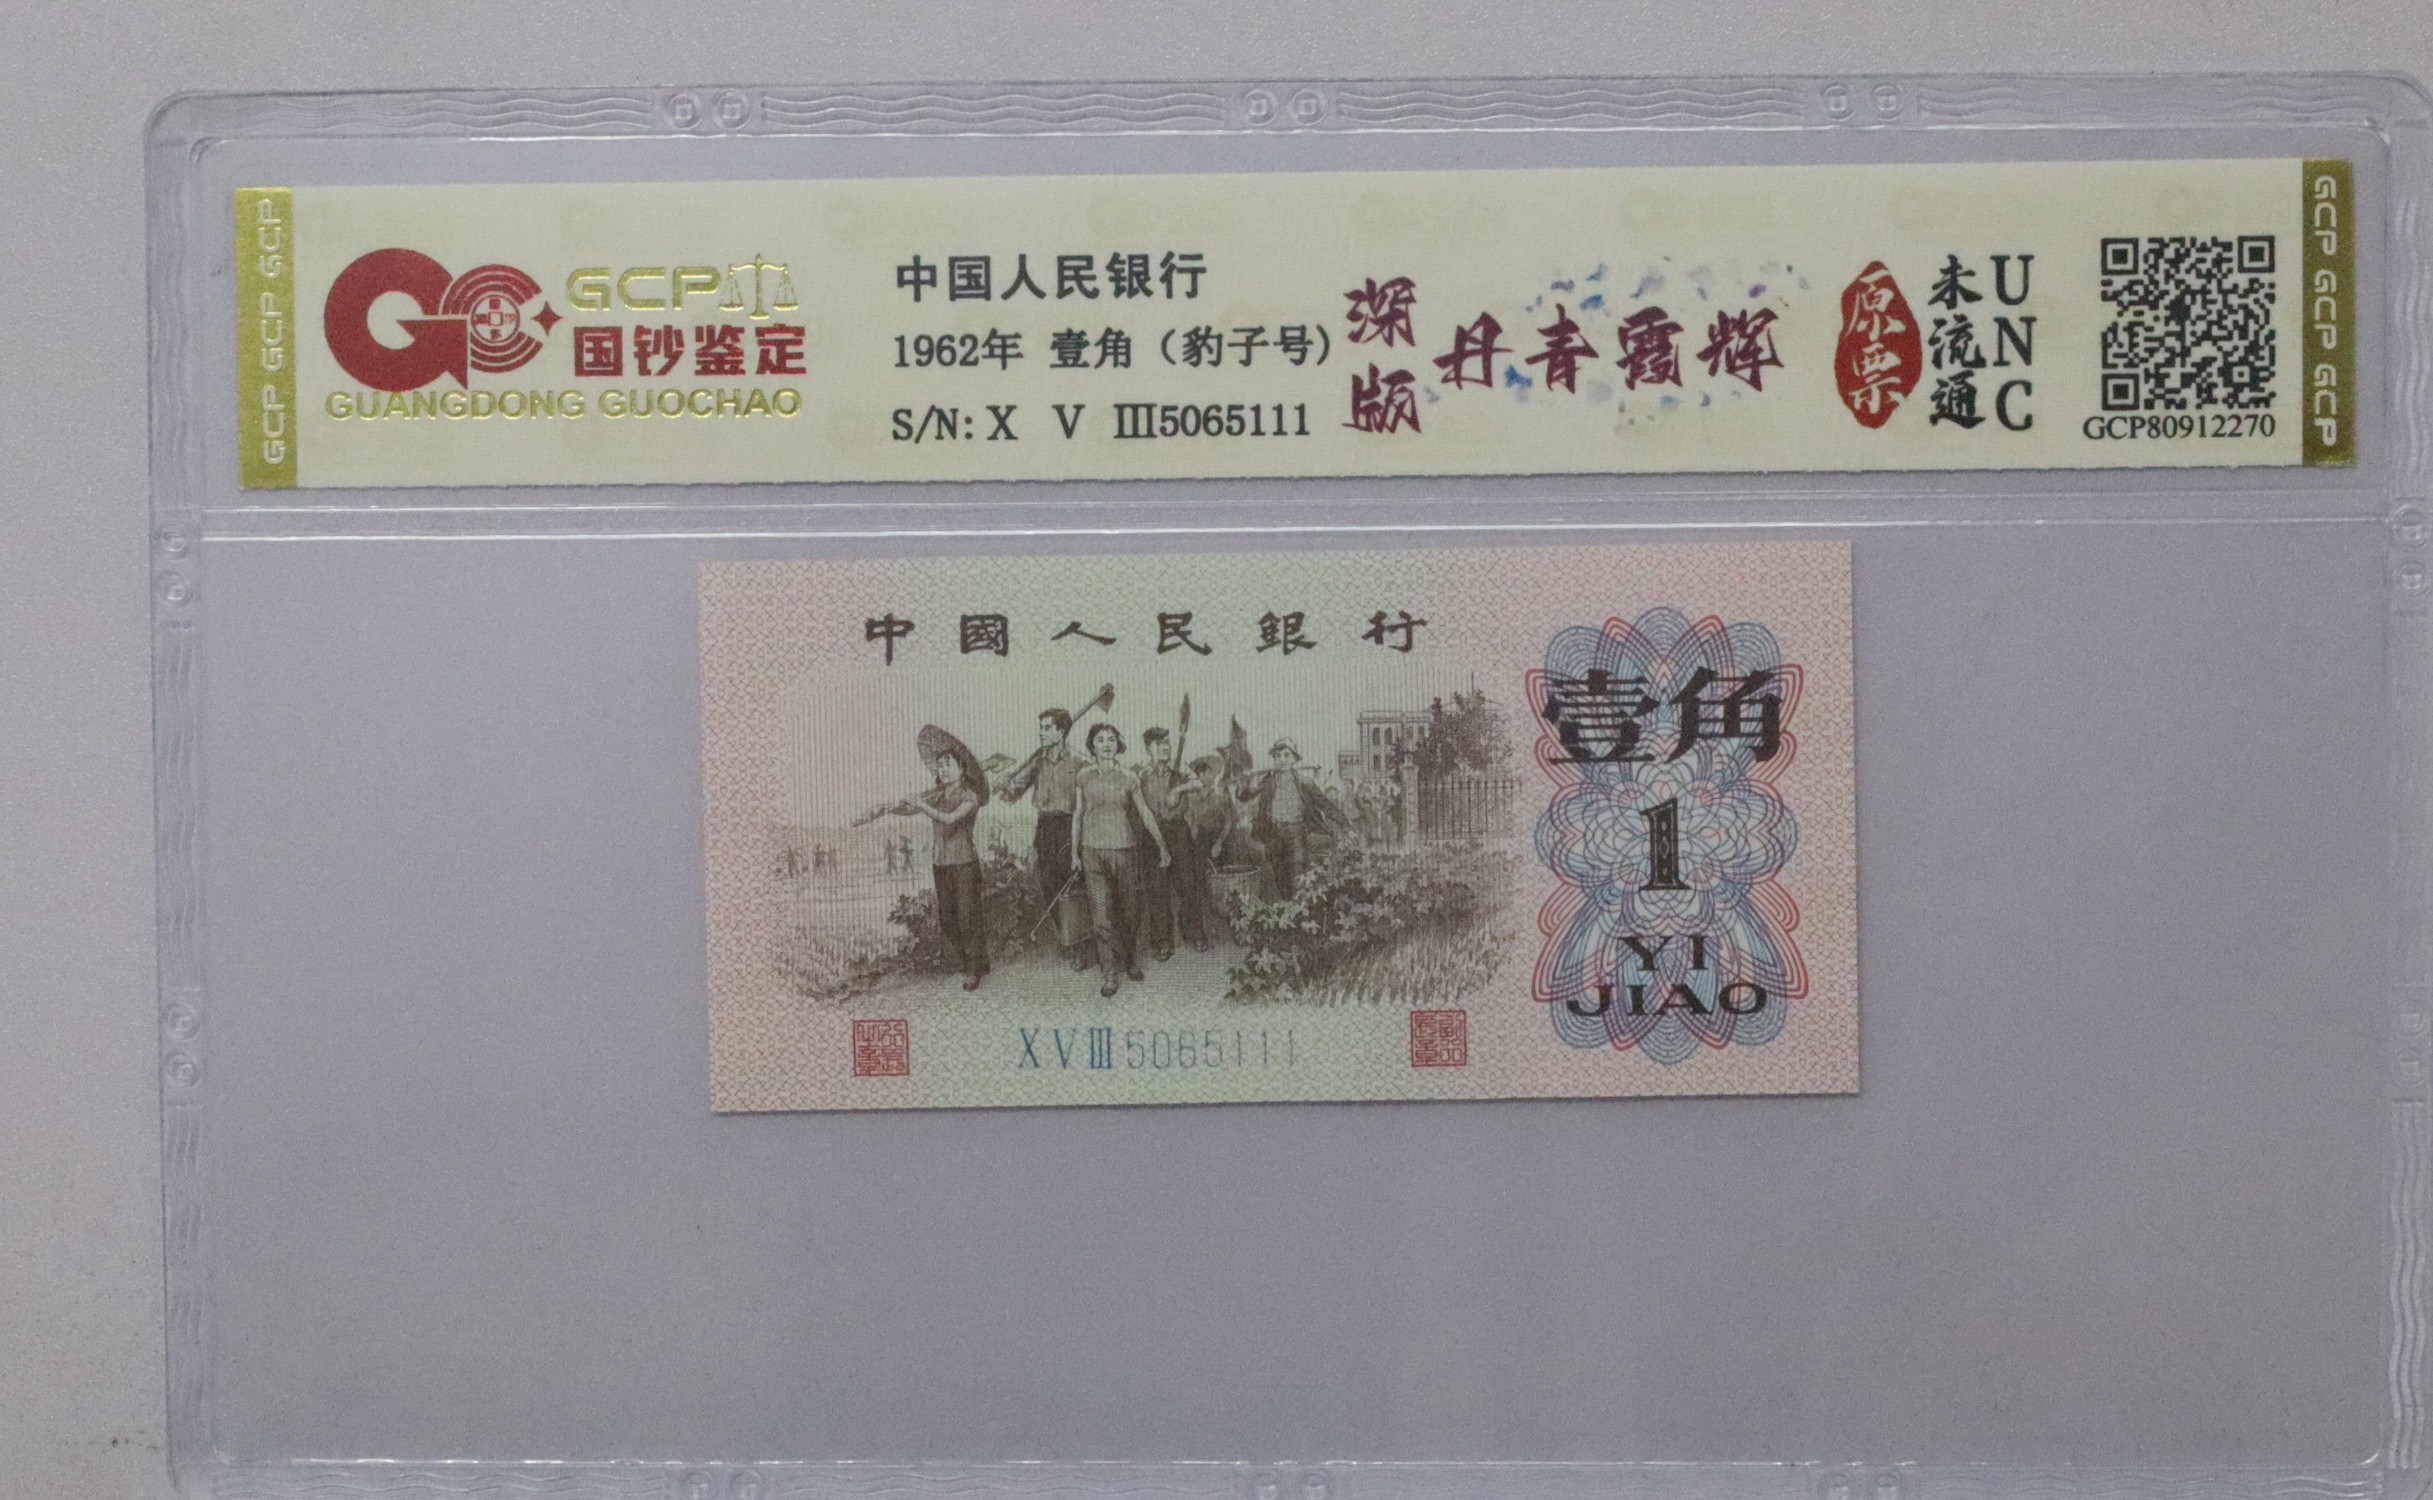 GCP GCP GCP
GCP
国钞鉴定
GUANGDONG GUOCHAO
中国人民银行
1962年 壹角（豹子号）
S/N: X V Ⅲ5065111
深版
丹青霞辉
原票
未流通
UNC
GCP80912270
GCP GCP GCP
中國人民銀行
壹角
1
YI
JIAO
X V Ⅲ 5065111